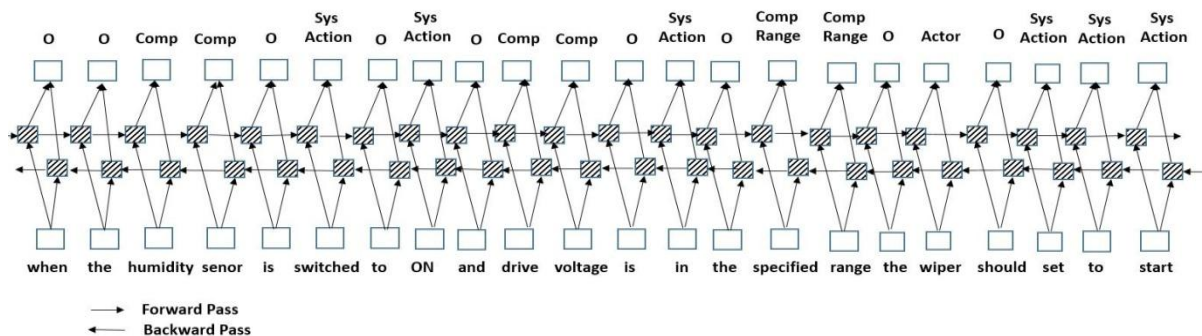 Sys Sys Sys Comp Comp Sys Sys Sys
O O Comp Comp O Action O Action O Comp Comp O Action O Range Range O Actor O Action Action Action
when the humidity senor is switched to ON and drive voltage is in the specified range the wiper should set to start
Forward Pass
Backward Pass